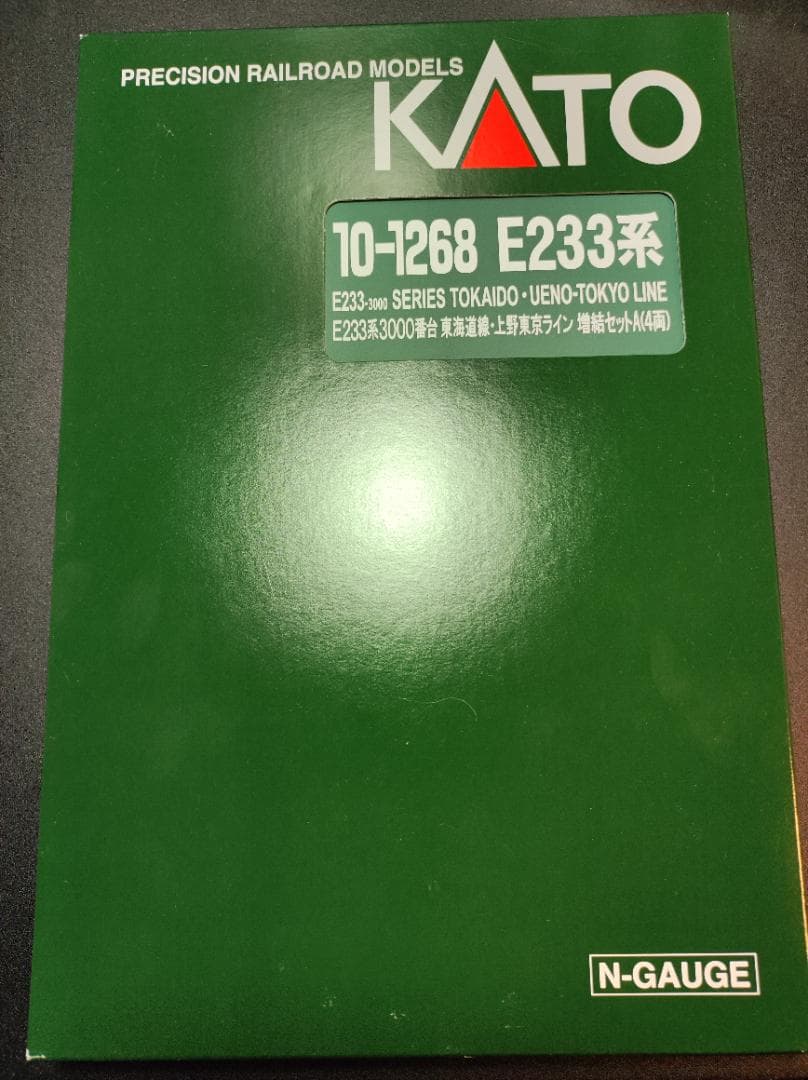 PRECISION RAILROAD MODELS
KATO
10-1268 E233系
E233-3000 SERIES TOKAIDO・UENO-TOKYO LINE
E233系3000番台 東海道線・上野東京ライン 増結セットA(4両)
N-GAUGE